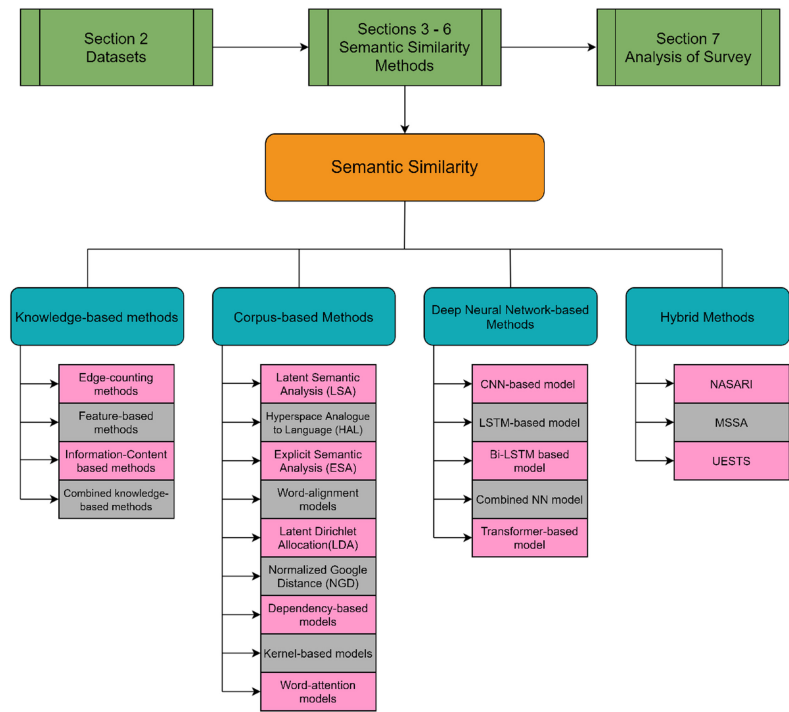 Section 2
Datasets
Sections 3 - 6
Semantic Similarity
Methods
Section 7
Analysis of Survey
Semantic Similarity
Knowledge-based methods
Edge-counting
methods
Feature-based
methods
Information-Content
based methods
Combined knowledge-
based methods
Corpus-based Methods
Latent Semantic
Analysis (LSA)
Hyperspace Analogue
to Language (HAL)
Explicit Semantic
Analysis (ESA)
Word-alignment
models
Latent Dirichlet
Allocation(LDA)
Normalized Google
Distance (NGD)
Dependency-based
models
Kernel-based models
Word-attention
models
Deep Neural Network-based
Methods
CNN-based model
LSTM-based model
Bi-LSTM based
model
Combined NN model
Transformer-based
model
Hybrid Methods
NASARI
MSSA
UESTS